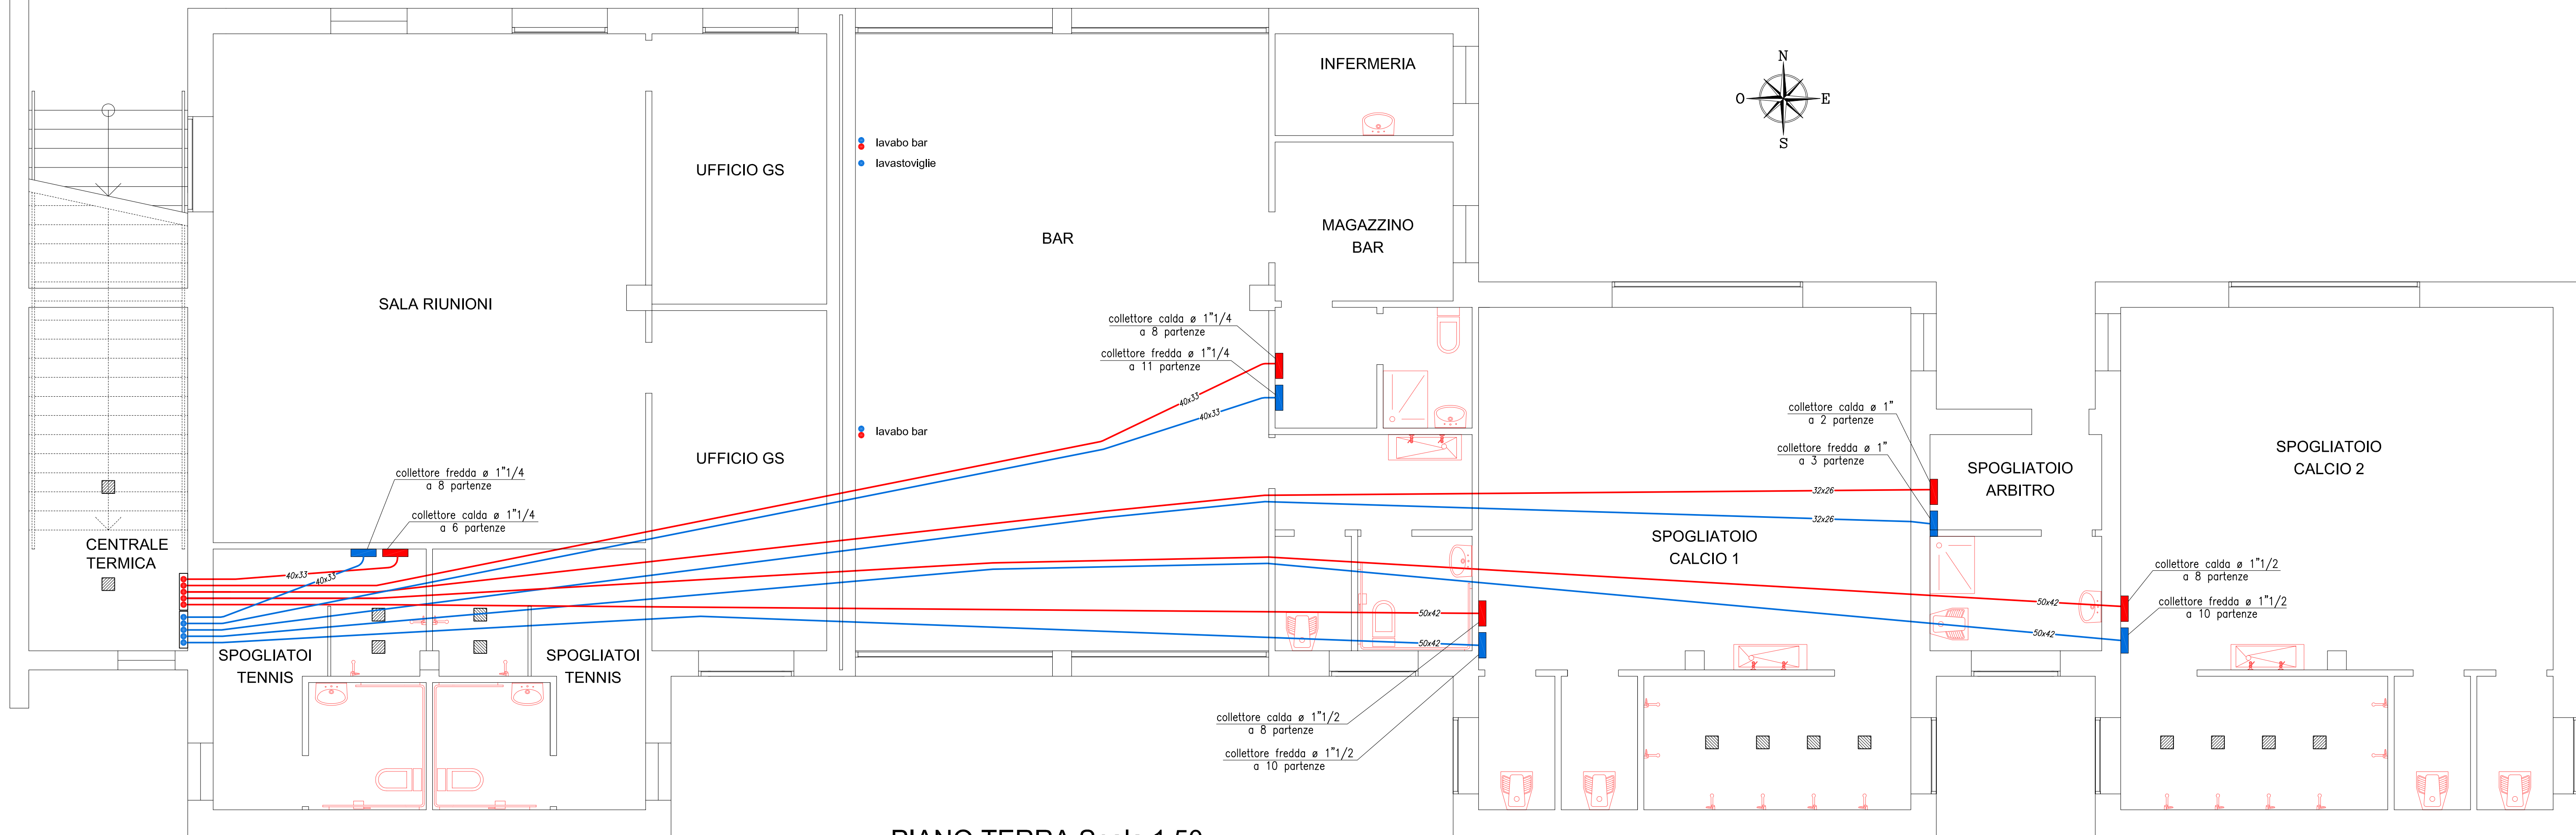 INFERMERIA
N
O
E
S
lavabo bar
lavastoviglie
UFFICIO GS
BAR
MAGAZZINO
BAR
SALA RIUNIONI
collettore calda ø 1"1/4
a 8 partenze
collettore fredda ø 1"1/4
a 11 partenze
40x33
40x33
lavabo bar
UFFICIO GS
collettore calda ø 1"
a 2 partenze
collettore fredda ø 1"
a 3 partenze
SPOGLIATOIO
ARBITRO
SPOGLIATOIO
CALCIO 2
collettore fredda ø 1"1/4
a 8 partenze
collettore calda ø 1"1/4
a 6 partenze
32x26
32x26
CENTRALE
TERMICA
SPOGLIATOIO
CALCIO 1
40x33
40x33
collettore calda ø 1"1/2
a 8 partenze
collettore fredda ø 1"1/2
a 10 partenze
50x42
50x42
50x42
50x42
SPOGLIATOI
TENNIS
SPOGLIATOI
TENNIS
collettore calda ø 1"1/2
a 8 partenze
collettore fredda ø 1"1/2
a 10 partenze
PIANO TERRA Scala 1:50